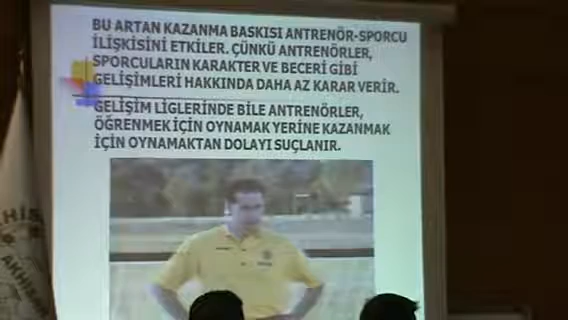 BU ARTAN KAZANMA BASKISI ANTRENÖR-SPORCU
İLİŞKİSİNİ ETKİLER. ÇÜNKÜ ANTRENÖRLER,
SPORCULARIN KARAKTER VE BECERİ GİBİ
GELİŞİMLERİ HAKKINDA DAHA AZ KARAR VERİR.
GELİŞİM LİGLERİNDE BİLE ANTRENÖRLER,
ÖĞRENMEK İÇİN OYNAMAK YERİNE KAZANMAK
İÇİN OYNAMAKTAN DOLAYI SUÇLANIR.